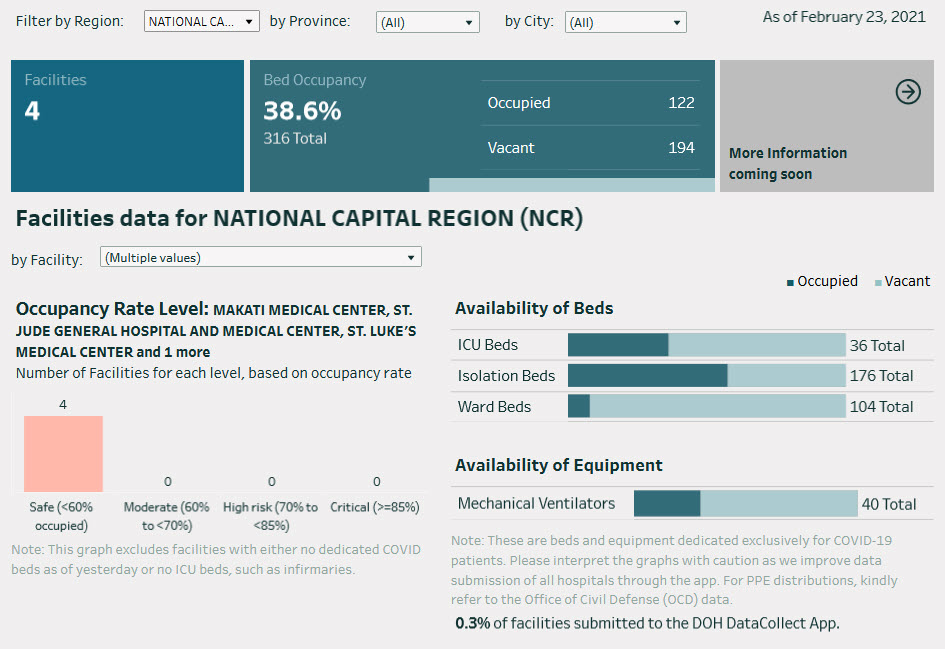 Filter by Region: NATIONAL CA... by Province: (All) by City: (All) As of February 23, 2021
Facilities
4
Bed Occupancy
38.6%
316 Total
Occupied 122
Vacant 194
More Information
coming soon
Facilities data for NATIONAL CAPITAL REGION (NCR)
by Facility: (Multiple values)
Occupied Vacant
Occupancy Rate Level: MAKATI MEDICAL CENTER, ST.
JUDE GENERAL HOSPITAL AND MEDICAL CENTER, ST. LUKE'S
MEDICAL CENTER and 1 more
Number of Facilities for each level, based on occupancy rate
4
0
0
0
Safe (<60%
occupied)
Moderate (60%
to <70%)
High risk (70% to
<85%)
Critical (>=85%)
Note: This graph excludes facilities with either no dedicated COVID
beds as of yesterday or no ICU beds, such as infirmaries.
Availability of Beds
ICU Beds 36 Total
Isolation Beds 176 Total
Ward Beds 104 Total
Availability of Equipment
Mechanical Ventilators 40 Total
Note: These are beds and equipment dedicated exclusively for COVID-19
patients. Please interpret the graphs with caution as we improve data
submission of all hospitals through the app. For PPE distributions, kindly
refer to the Office of Civil Defense (OCD) data.
0.3% of facilities submitted to the DOH DataCollect App.